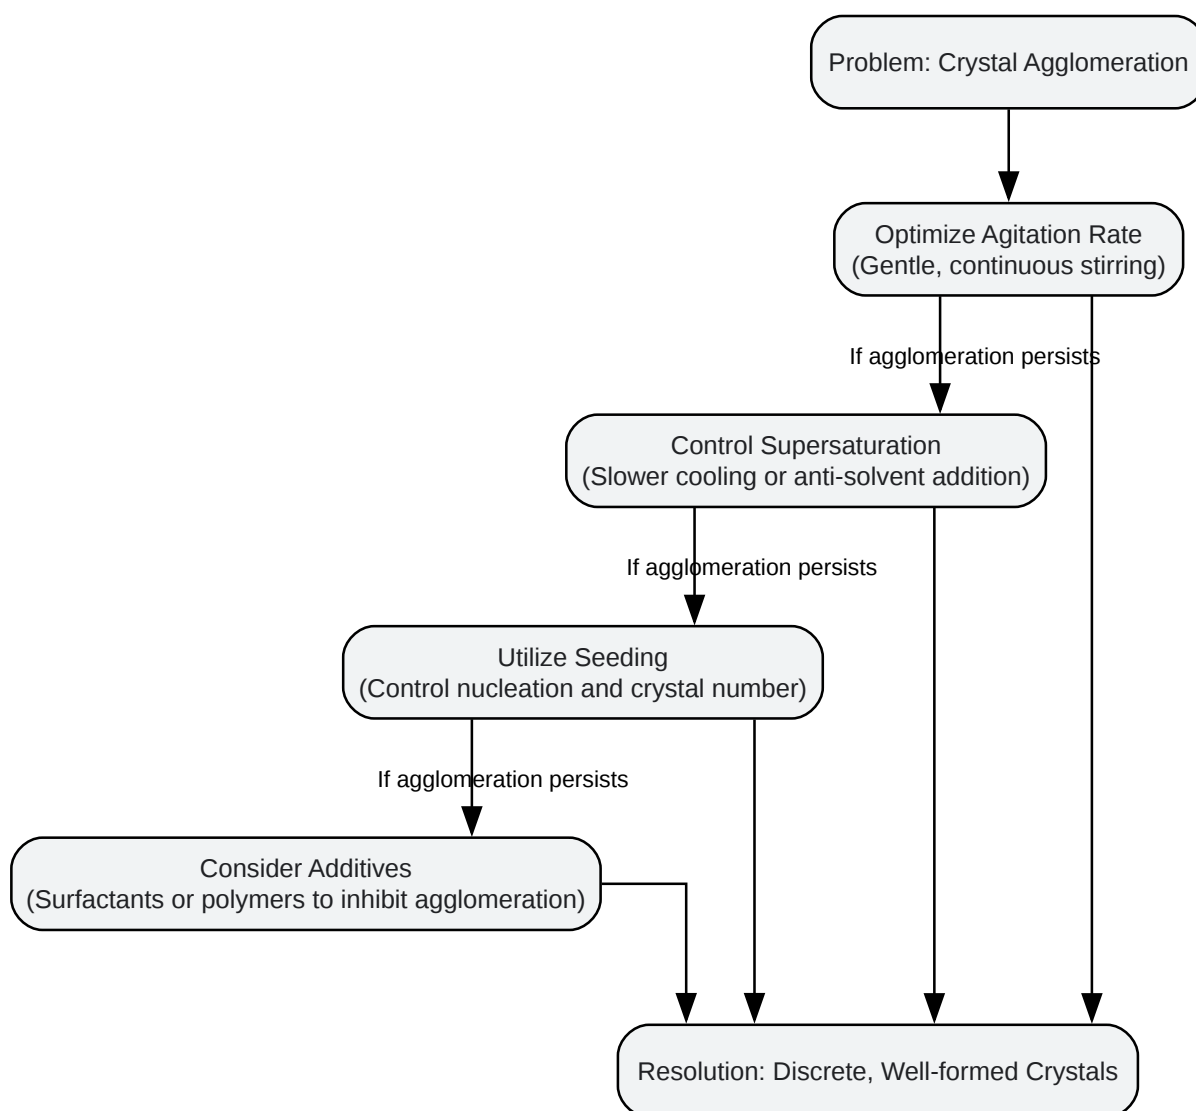 Problem: Crystal Agglomeration
Optimize Agitation Rate
(Gentle, continuous stirring)
If agglomeration persists
Control Supersaturation
(Slower cooling or anti-solvent addition)
If agglomeration persists
Utilize Seeding
(Control nucleation and crystal number)
If agglomeration persists
Consider Additives
(Surfactants or polymers to inhibit agglomeration)
Resolution: Discrete, Well-formed Crystals